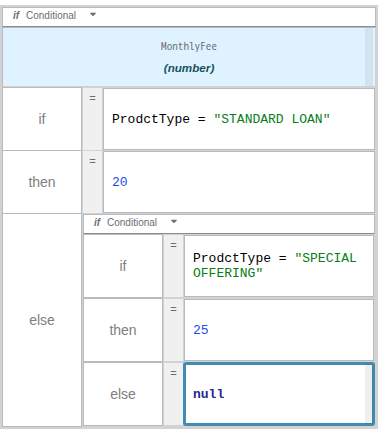 if Conditional
MonthlyFee
(number)
if = ProdctType = "STANDARD LOAN"
then = 20
else
if Conditional
if = ProdctType = "SPECIAL
OFFERING"
then = 25
else = null